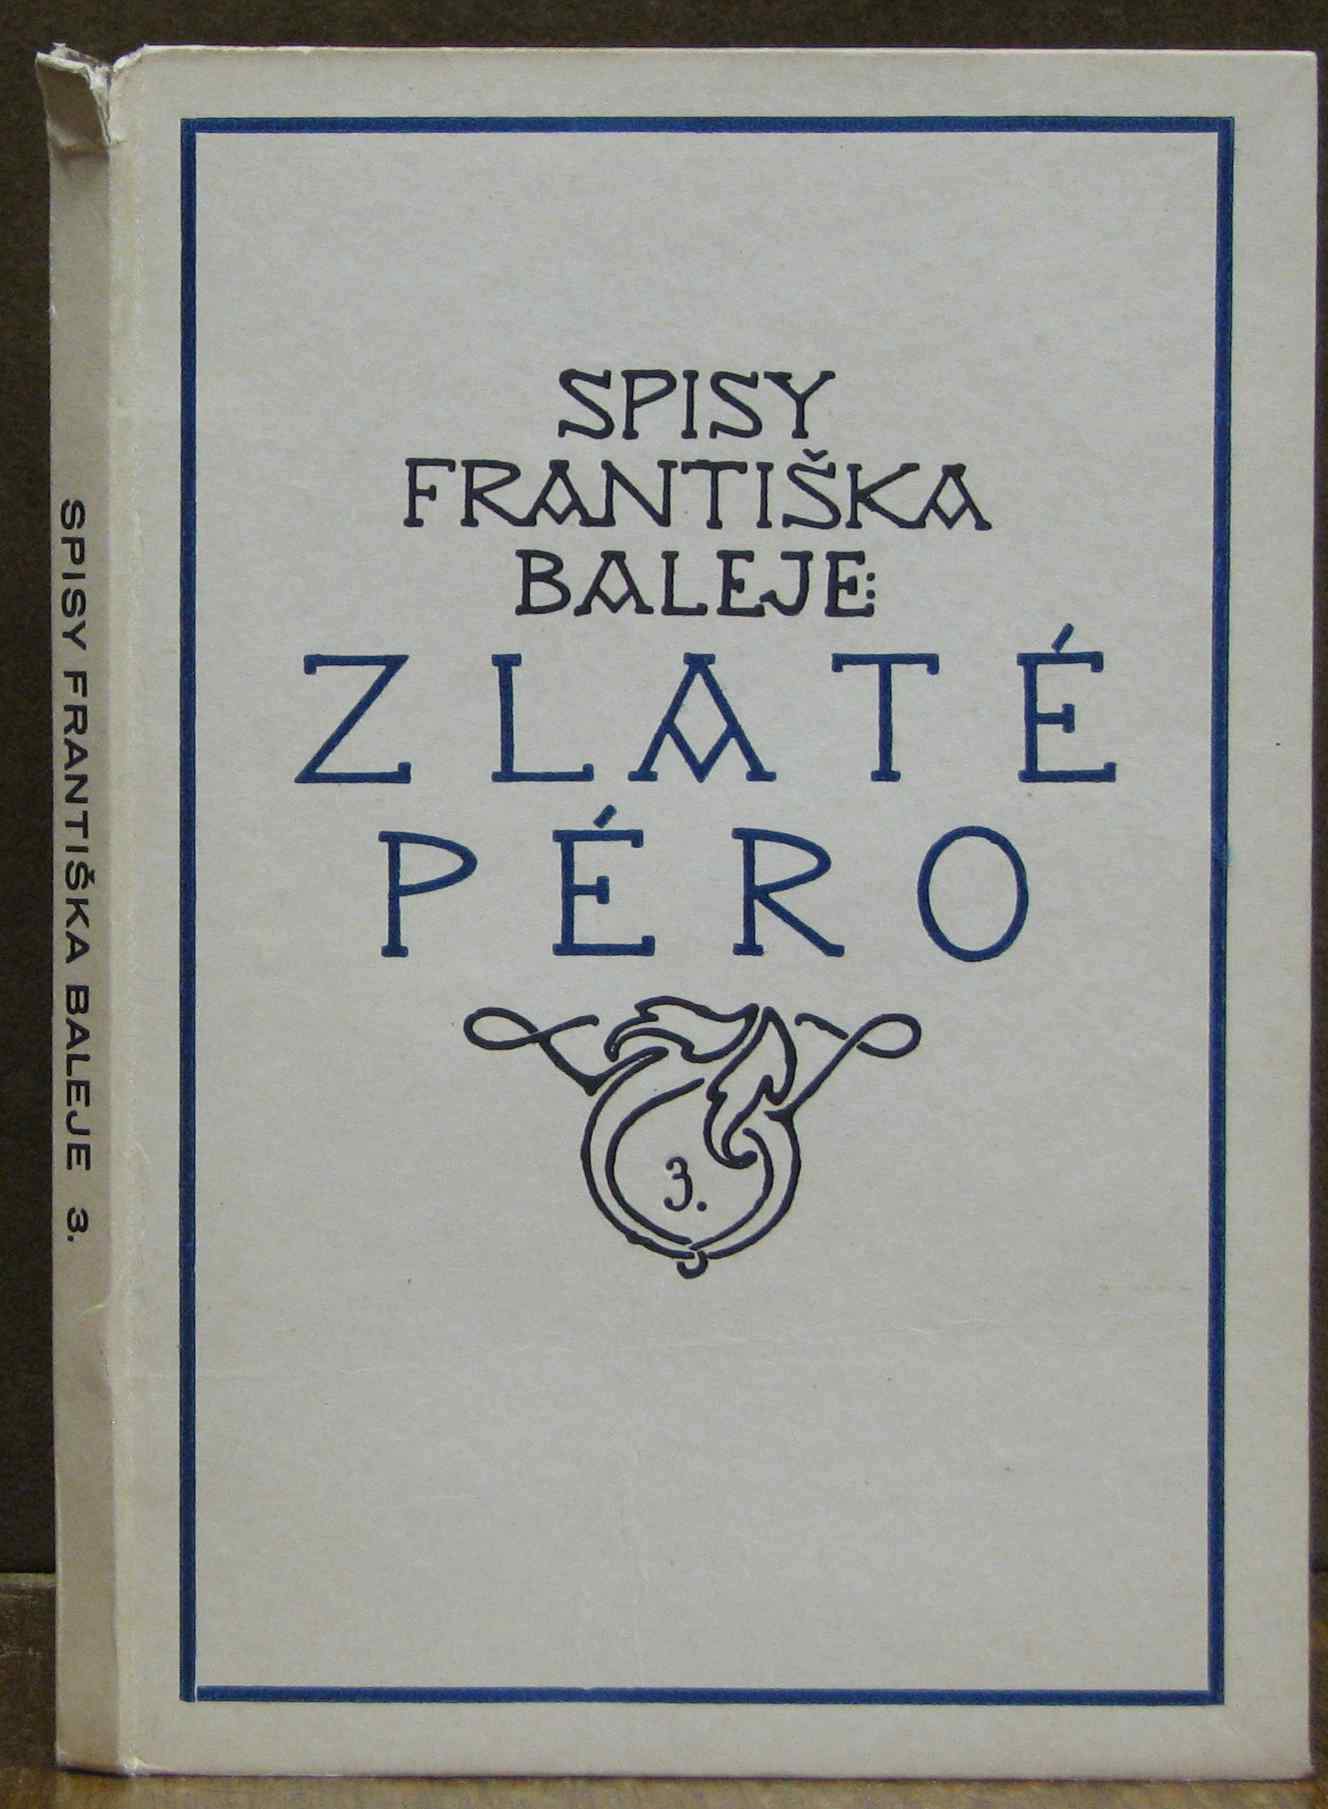 SPISY
FRANTIŠKA
BALEJE:
ZLATÉ
PÉRO
3.
SPISY FRANTIŠKA BALEJE 3.